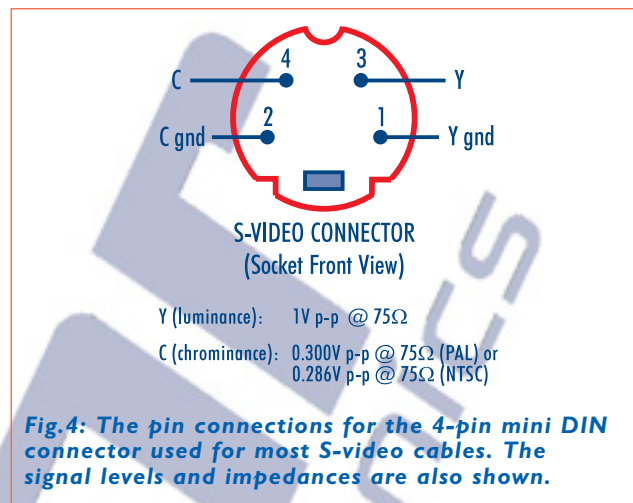 4 3
C Y
2 1
C gnd Y gnd
S-VIDEO CONNECTOR
(Socket Front View)
Y (luminance): 1V p-p @ 75Ω
C (chrominance): 0.300V p-p @ 75Ω (PAL) or
0.286V p-p @ 75Ω (NTSC)
Fig.4: The pin connections for the 4-pin mini DIN
connector used for most S-video cables. The
signal levels and impedances are also shown.